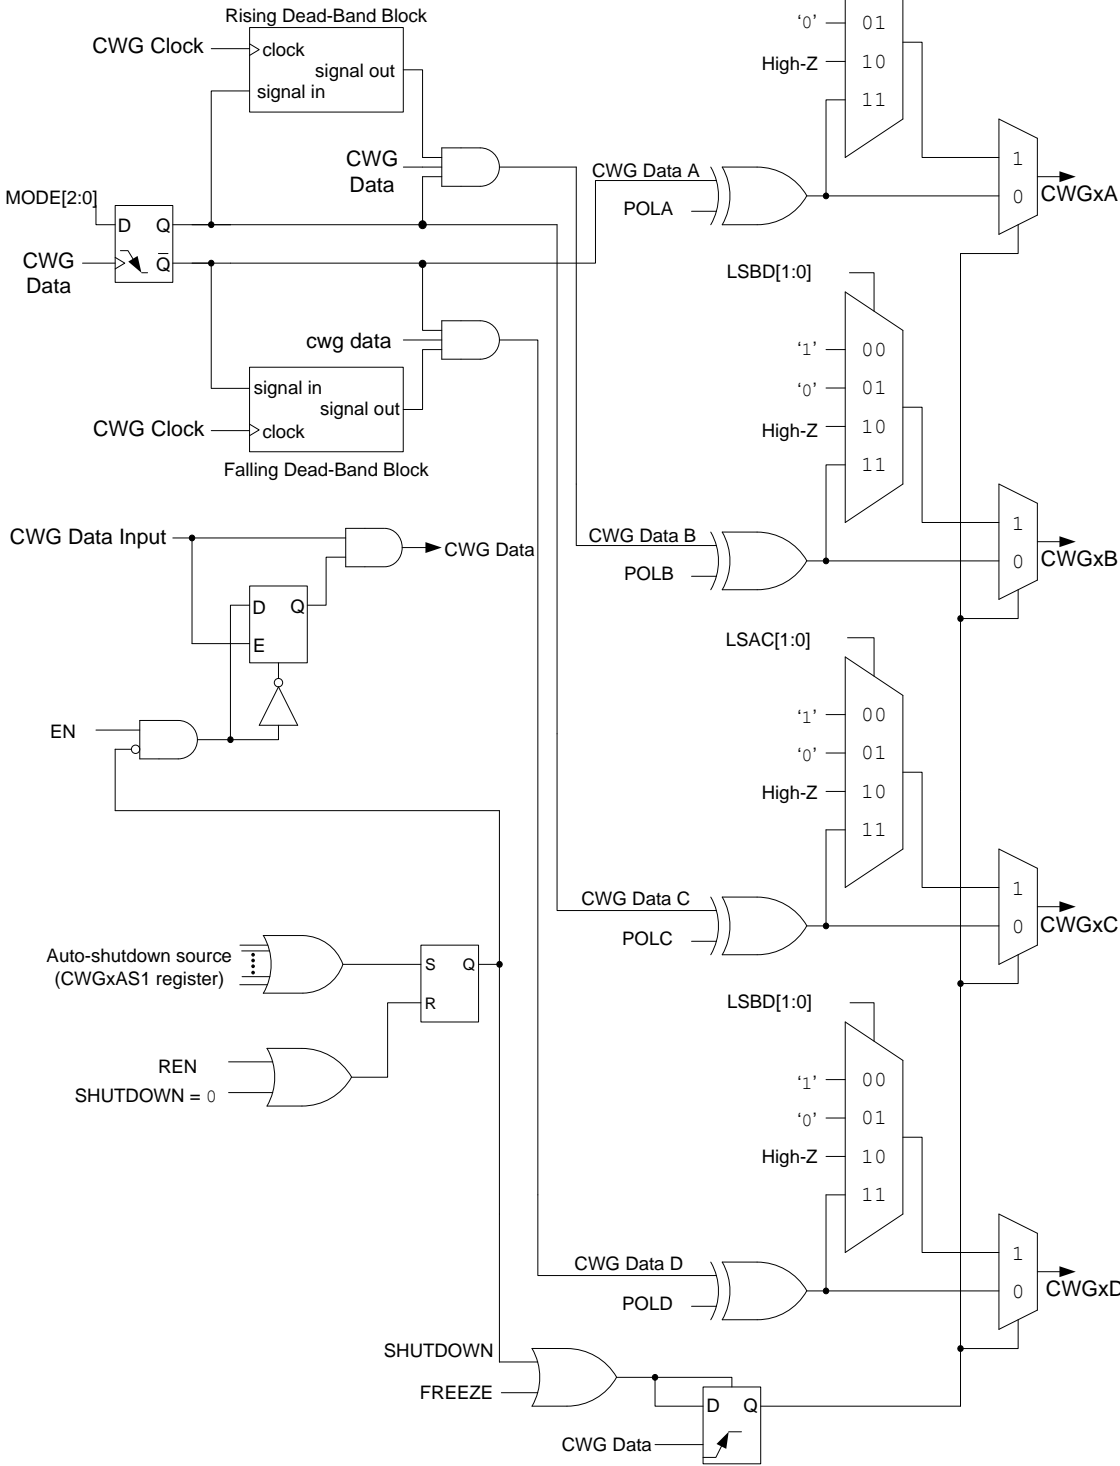 Rising Dead-Band Block
CWG Clock
clock
signal out
signal in
CWG
Data
MODE[2:0]
D Q
CWG
Data
Q̅
cwg data
signal in
signal out
CWG Clock
clock
Falling Dead-Band Block
CWG Data Input
CWG Data
D Q
E
EN
Auto-shutdown source
(CWGxAS1 register)
S Q
R
REN
SHUTDOWN = 0
SHUTDOWN
FREEZE
D Q
CWG Data
‘0’ 01
High-Z 10
11
CWG Data A
POLA
1
0
CWGxA
LSBD[1:0]
‘1’ 00
‘0’ 01
High-Z 10
11
CWG Data B
POLB
1
0
CWGxB
LSAC[1:0]
‘1’ 00
‘0’ 01
High-Z 10
11
CWG Data C
POLC
1
0
CWGxC
LSBD[1:0]
‘1’ 00
‘0’ 01
High-Z 10
11
CWG Data D
POLD
1
0
CWGxD